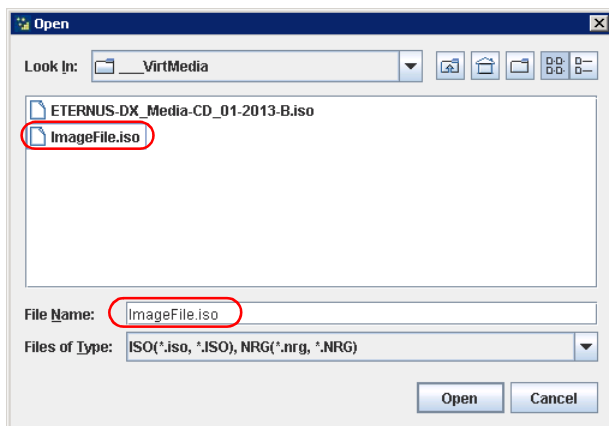 Open
Look In: ___VirtMedia
ETERNUS-DX_Media-CD_01-2013-B.iso
ImageFile.iso
File Name: ImageFile.iso
Files of Type: ISO(*.iso, *.ISO), NRG(*.nrg, *.NRG)
Open Cancel